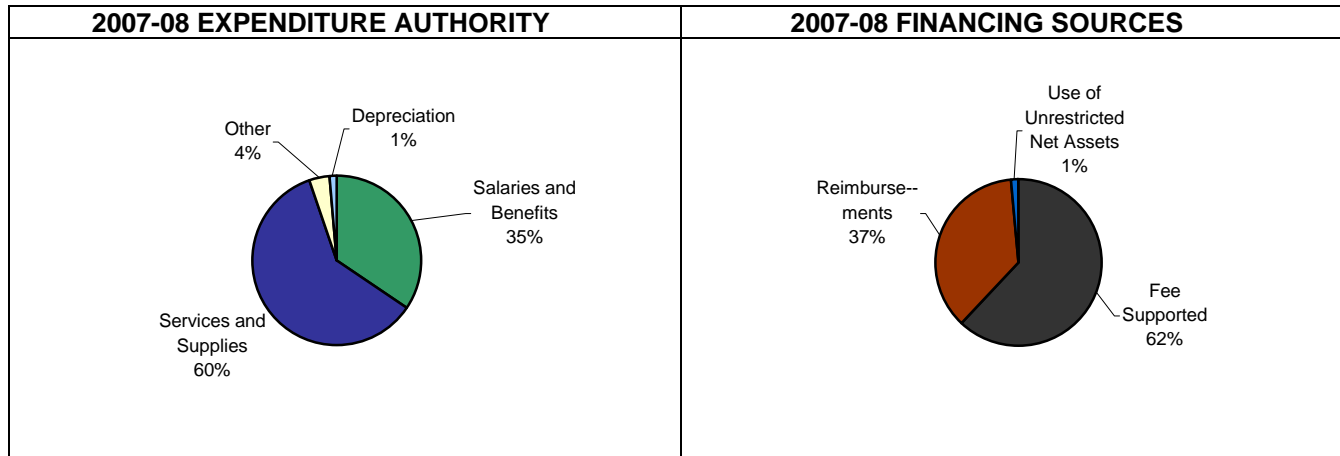 2007-08 EXPENDITURE AUTHORITY
2007-08 FINANCING SOURCES
Other
4%
Depreciation
1%
Salaries and
Benefits
35%
Services and
Supplies
60%
Use of
Unrestricted
Net Assets
1%
Reimburse--
ments
37%
Fee
Supported
62%